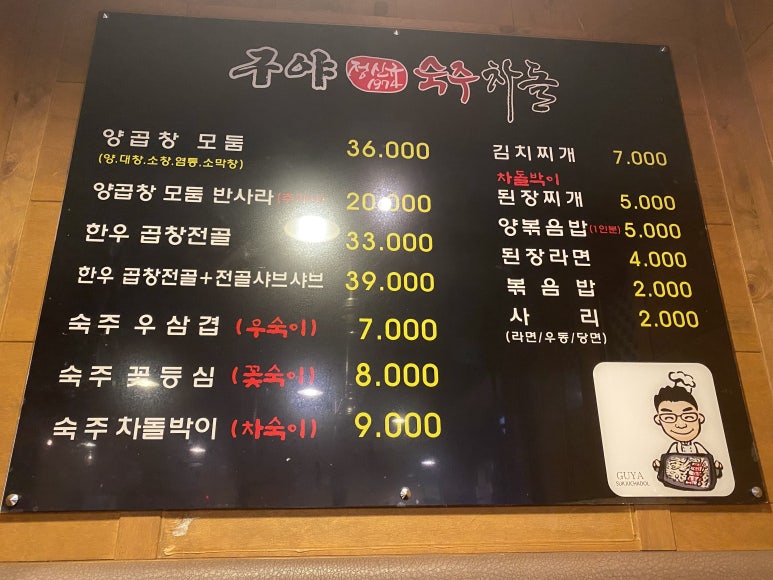 구야 정신규 1974 숙주 차돌
양곱창 모둠 36.000
(양.대창.소창.염통.소막창)
양곱창 모둠 반사라 20.000
한우 곱창전골 33.000
한우 곱창전골+전골샤브샤브 39.000
숙주 우삼겹 (우숙이) 7.000
숙주 꽃등심 (꽃숙이) 8.000
숙주 차돌박이 (차숙이) 9.000
김치찌개 7.000
차돌박이
된장찌개 5.000
양볶음밥(1인분) 5.000
된장라면 4.000
볶음밥 2.000
사리 2.000
(라면/우동/당면)
GUYA
SUKJUCHADOL